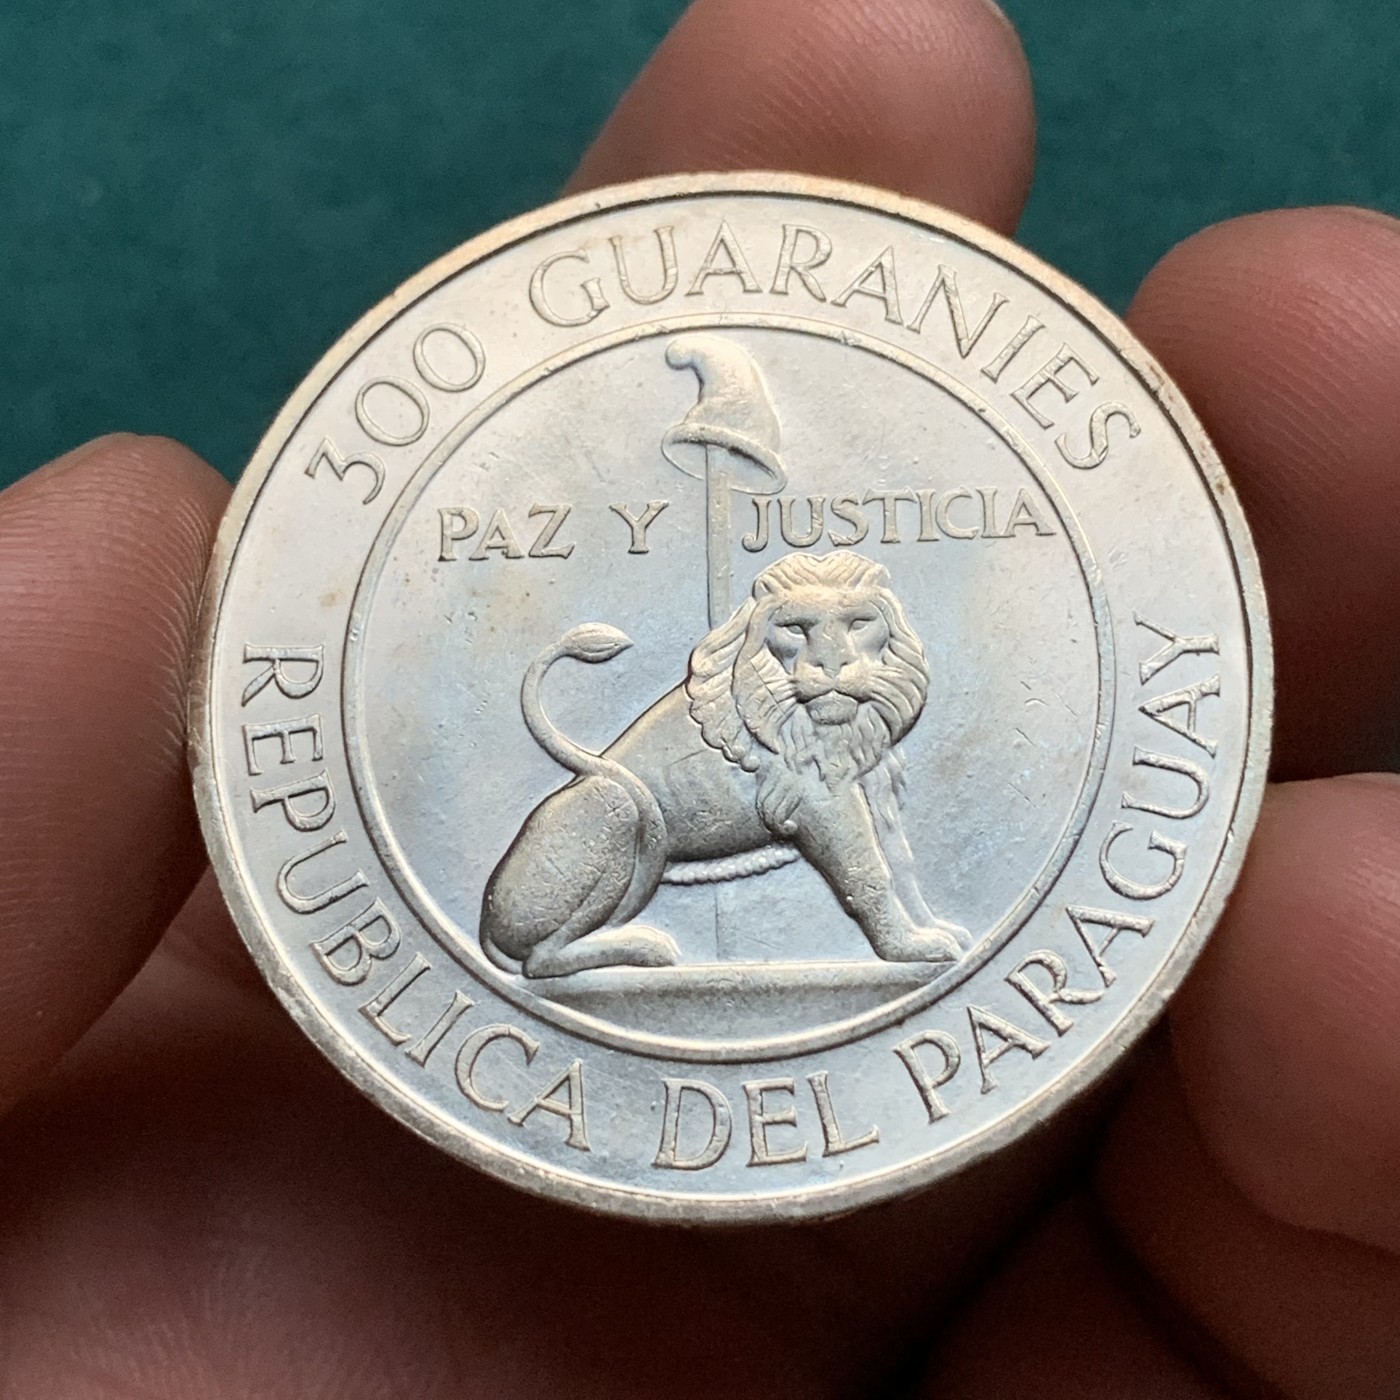 300 GUARANIES
PAZ Y JUSTICIA
REPUBLICA DEL PARAGUAY